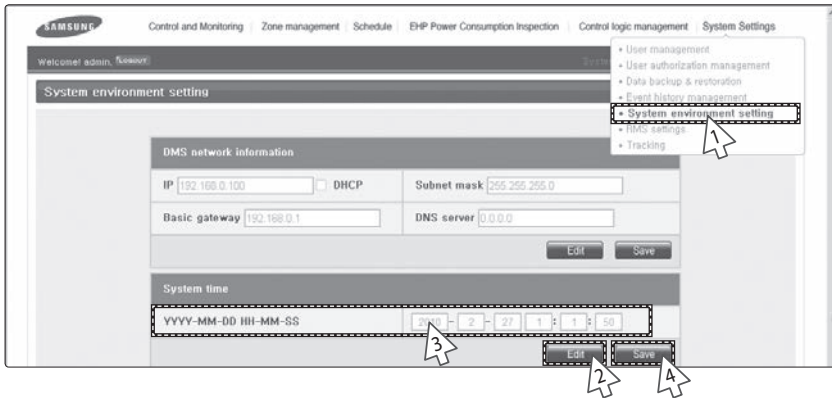 SAMSUNG Control and Monitoring Zone management Schedule EHP Power Consumption Inspection Control logic management System Settings
Welcome! admin, LOGOUT
• User management
• User authorization management
• Data backup & restoration
• Event history management
• System environment setting
• RMS settings
• Tracking
1
System environment setting
DMS network information
IP 192.168.0.100 DHCP Subnet mask 255.255.255.0
Basic gateway 192.168.0.1 DNS server 0.0.0.0
Edit Save
System time
YYYY-MM-DD HH-MM-SS 2010 - 2 - 27 1 : 1 : 50
3
Edit Save
2 4